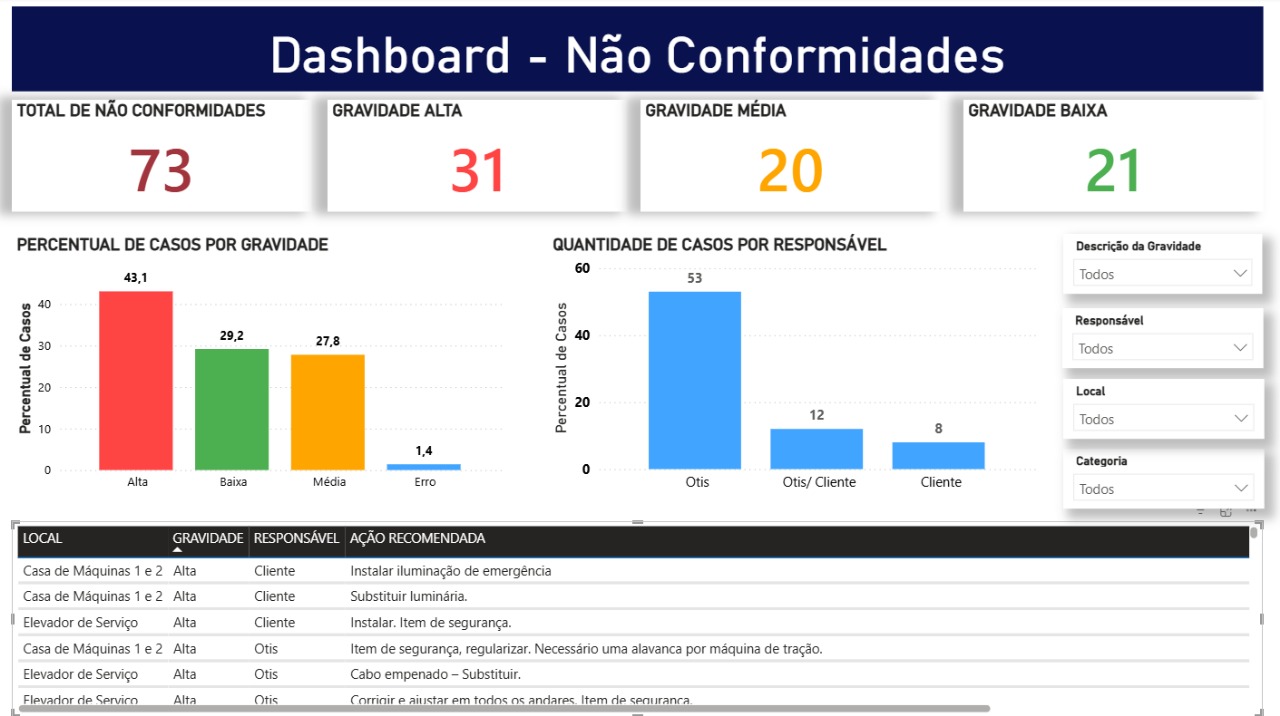 Dashboard - Não Conformidades
TOTAL DE NÃO CONFORMIDADES
73
GRAVIDADE ALTA
31
GRAVIDADE MÉDIA
20
GRAVIDADE BAIXA
21
PERCENTUAL DE CASOS POR GRAVIDADE
Percentual de Casos
40
30
20
10
0
43,1
29,2
27,8
1,4
Alta
Baixa
Média
Erro
QUANTIDADE DE CASOS POR RESPONSÁVEL
Percentual de Casos
60
40
20
0
53
12
8
Otis
Otis/ Cliente
Cliente
Descrição da Gravidade
Todos
Responsável
Todos
Local
Todos
Categoria
Todos
LOCAL GRAVIDADE RESPONSÁVEL AÇÃO RECOMENDADA
Casa de Máquinas 1 e 2 Alta Cliente Instalar iluminação de emergência
Casa de Máquinas 1 e 2 Alta Cliente Substituir luminária.
Elevador de Serviço Alta Cliente Instalar. Item de segurança.
Casa de Máquinas 1 e 2 Alta Otis Item de segurança, regularizar. Necessário uma alavanca por máquina de tração.
Elevador de Serviço Alta Otis Cabo empenado – Substituir.
Elevador de Serviço Alta Otis Corrigir e ajustar em todos os andares. Item de segurança.